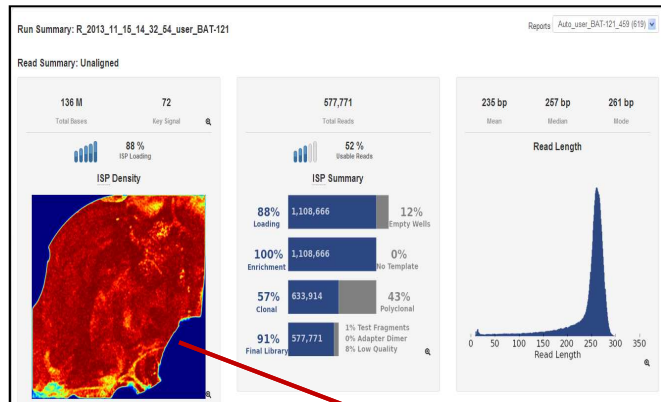 Run Summary: R_2013_11_15_14_32_54_user_BAT-121
Reports Auto_user_BAT-121_459 (619)
Read Summary: Unaligned
136 M 72
Total Bases Key Signal
88 %
ISP Loading
ISP Density
577,771
Total Reads
52 %
Usable Reads
ISP Summary
88% 1,108,666 12%
Loading Empty Wells
100% 1,108,666 0%
Enrichment No Template
57% 633,914 43%
Clonal Polyclonal
91% 577,771 1% Test Fragments
0% Adapter Dimer
Final Library 8% Low Quality
235 bp 257 bp 261 bp
Mean Median Mode
Read Length
0 50 100 150 200 250 300 350
Read Length